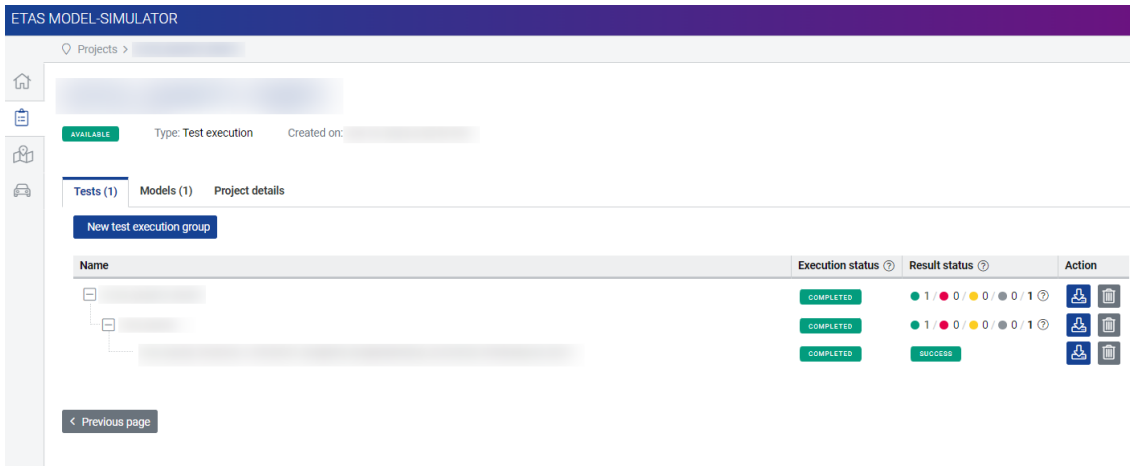 ETAS MODEL-SIMULATOR
Projects >
AVAILABLE Type: Test execution Created on:
Tests (1) Models (1) Project details
New test execution group
Name Execution status ? Result status ? Action
COMPLETED 1 / 0 / 0 / 0 / 1 ?
COMPLETED 1 / 0 / 0 / 0 / 1 ?
COMPLETED SUCCESS
< Previous page